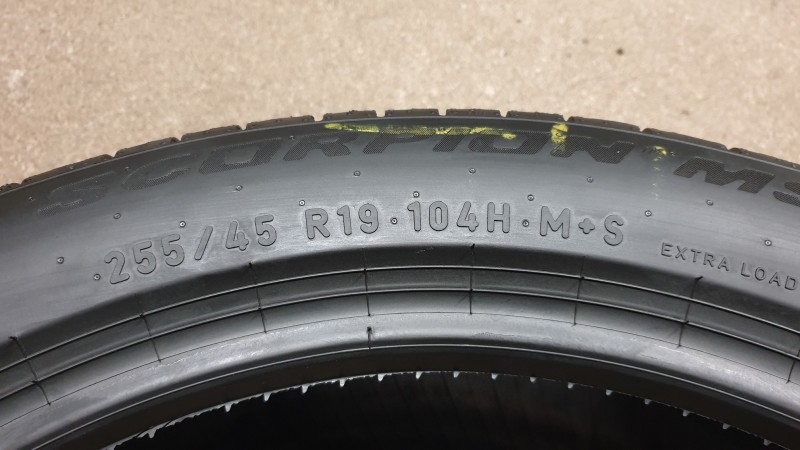 SCORPION MS
255/45 R19·104H·M+S
EXTRA LOAD